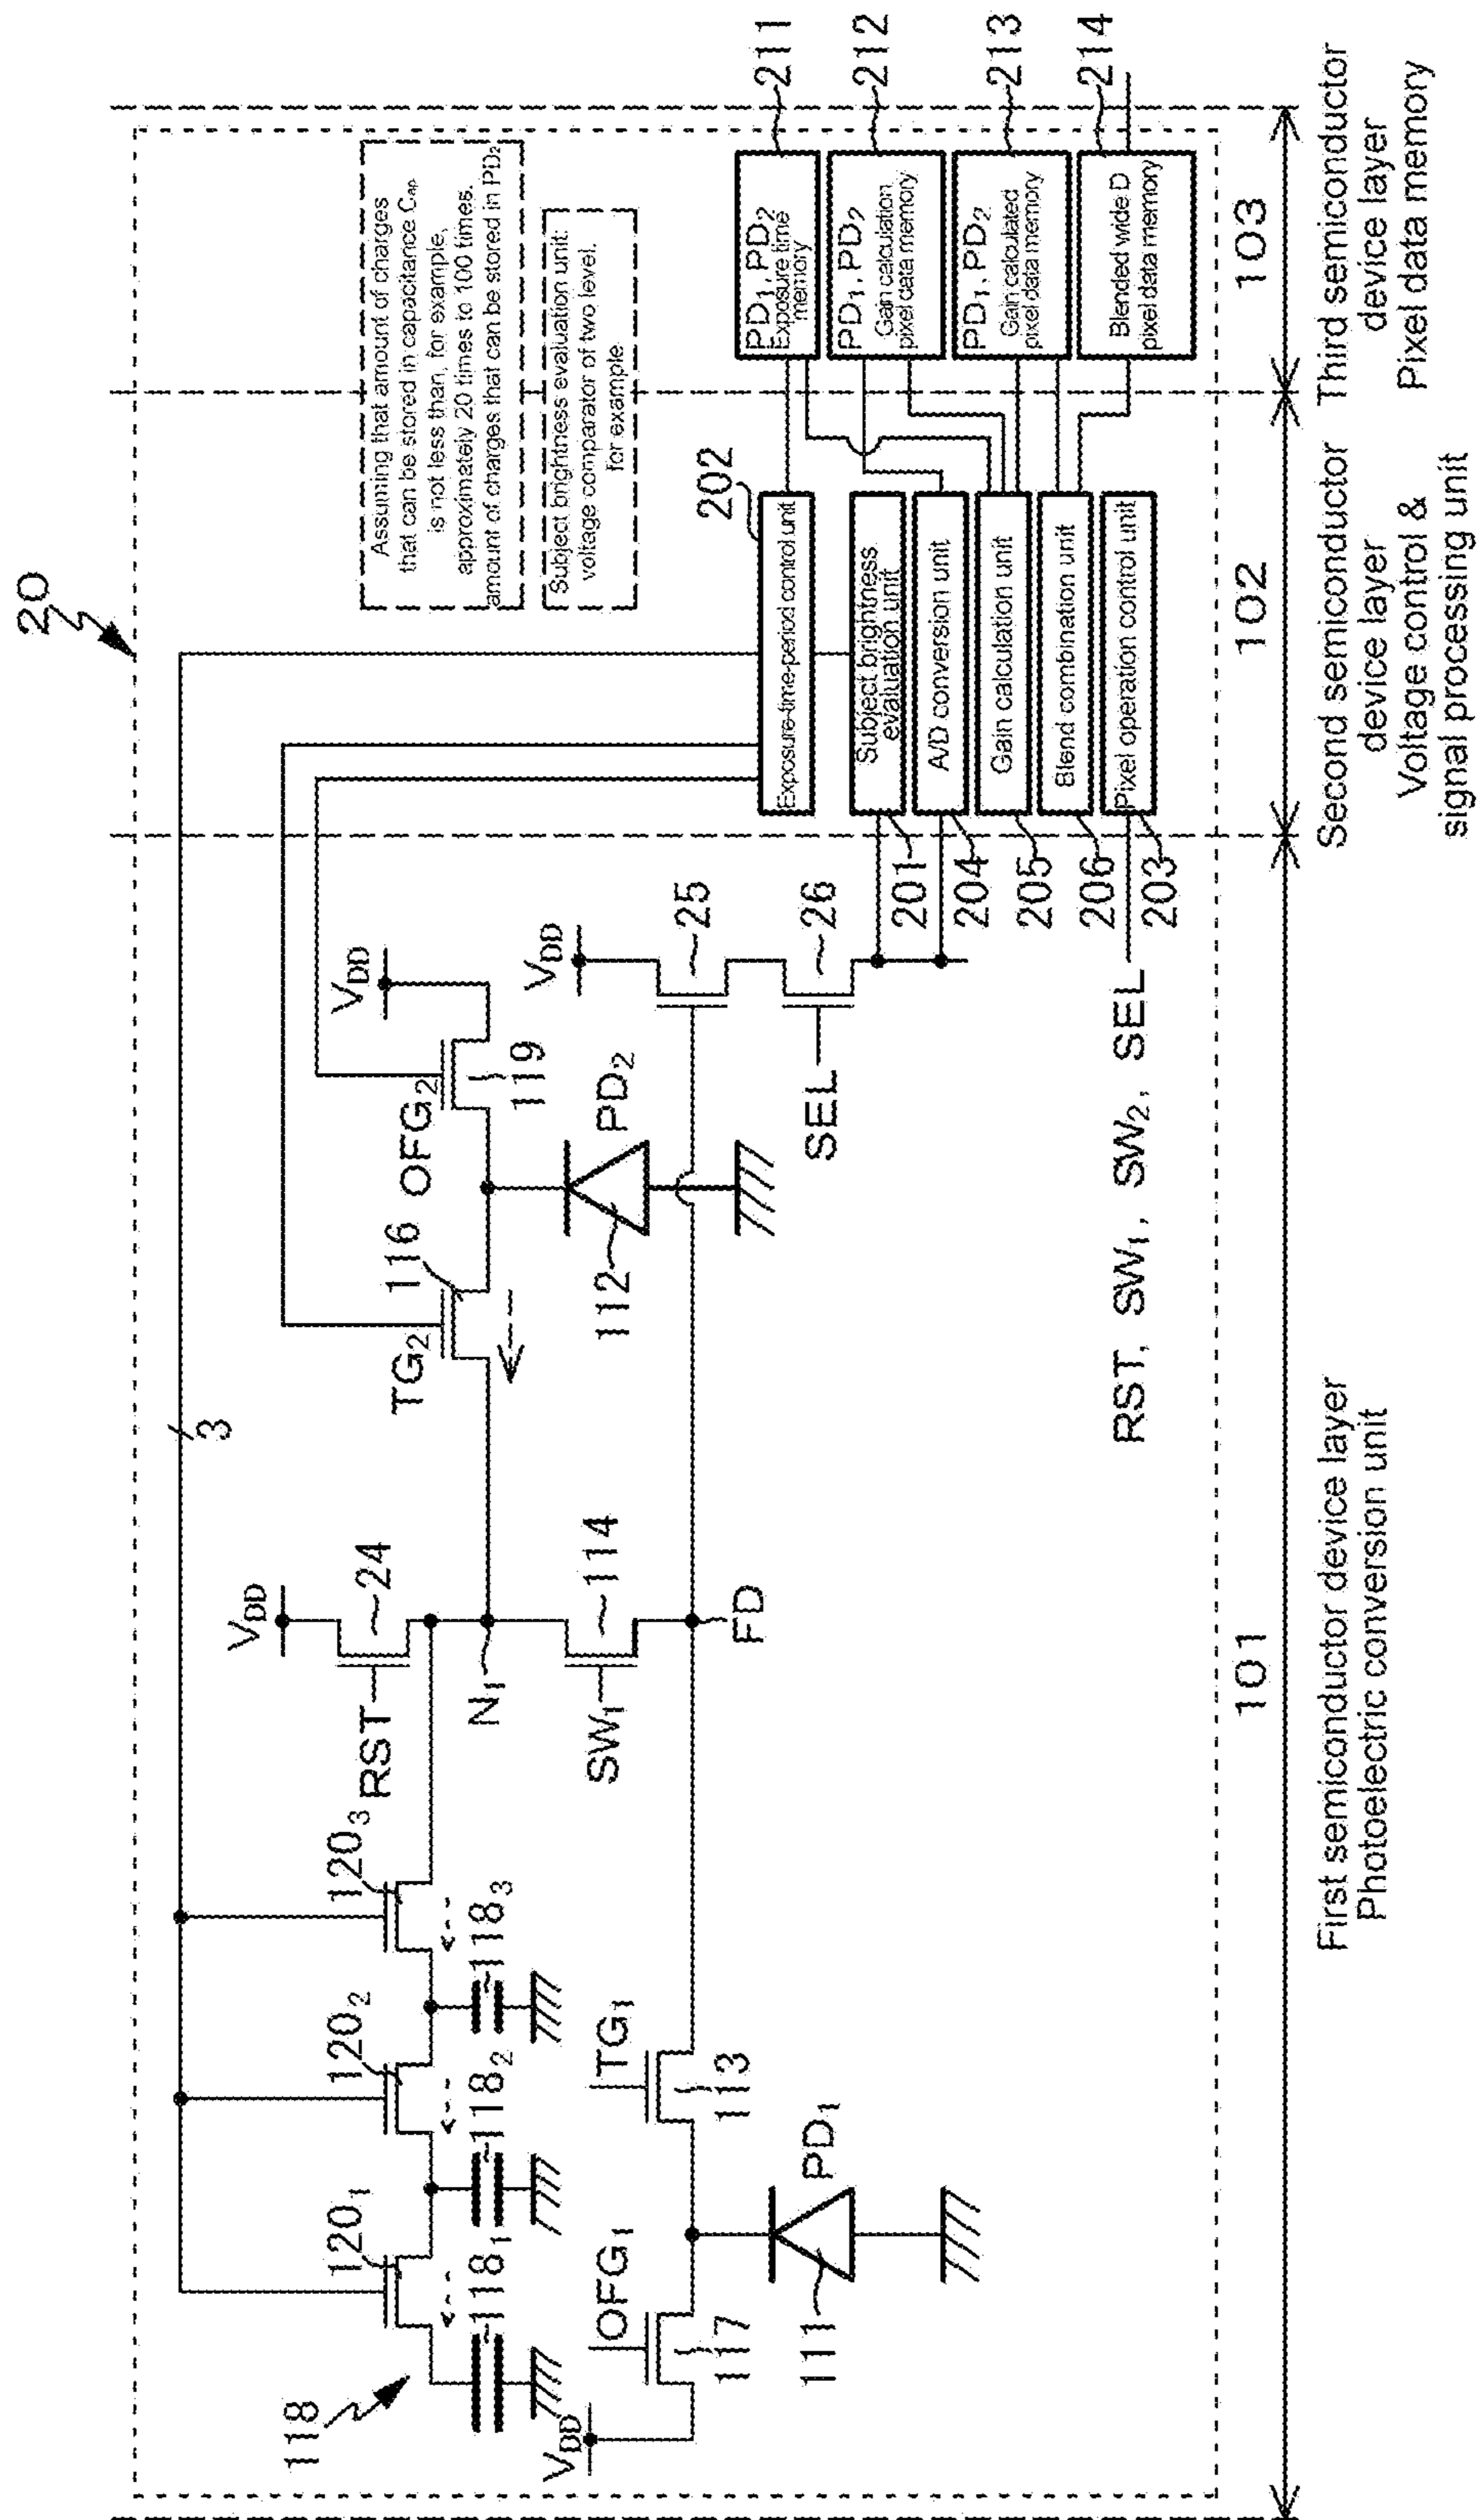 20
Assuming that amount of charges
that can be stored in capacitance Cap
is not less than, for example,
approximately 20 times to 100 times.
amount of charges that can be stored in PD2
Subject brightness evaluation unit:
voltage comparator of two level.
for example
3
118
120₁
120₂
120₃
118₁
118₂
118₃
VDD
RST
24
N₁
SW₁
114
FD
TG₂
116
OFG₂
VDD
119
112
PD₂
VDD
25
SEL
26
VDD
OFG₁
117
TG₁
113
111
PD₁
RST, SW₁, SW₂, SEL
202
Exposure-time-period control unit
Subject brightness
evaluation unit
A/D conversion unit
Gain calculation unit
Blend combination unit
Pixel operation control unit
201
204
205
206
203
PD₁, PD₂
Exposure time
memory
211
PD₁, PD₂
Gain calculation
pixel data memory
212
PD₁, PD₂
Gain calculated
pixel data memory
213
Blended wide D
pixel data memory
214
101
First semiconductor device layer
Photoelectric conversion unit
102
Second semiconductor
device layer
Voltage control &
signal processing unit
103
Third semiconductor
device layer
Pixel data memory